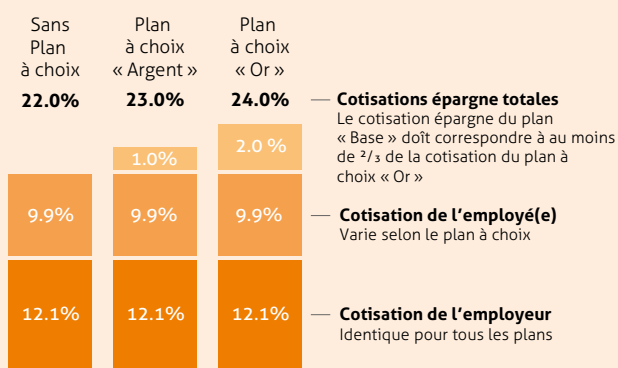 Sans
Plan
à choix
22.0%
Plan
à choix
« Argent »
23.0%
Plan
à choix
« Or »
24.0%
Cotisations épargne totales
Le cotisation épargne du plan
« Base » doît correspondre à au moins
de 2/3 de la cotisation du plan à
choix « Or »
1.0%
2.0 %
9.9%
9.9%
9.9%
Cotisation de l’employé(e)
Varie selon le plan à choix
12.1%
12.1%
12.1%
Cotisation de l’employeur
Identique pour tous les plans